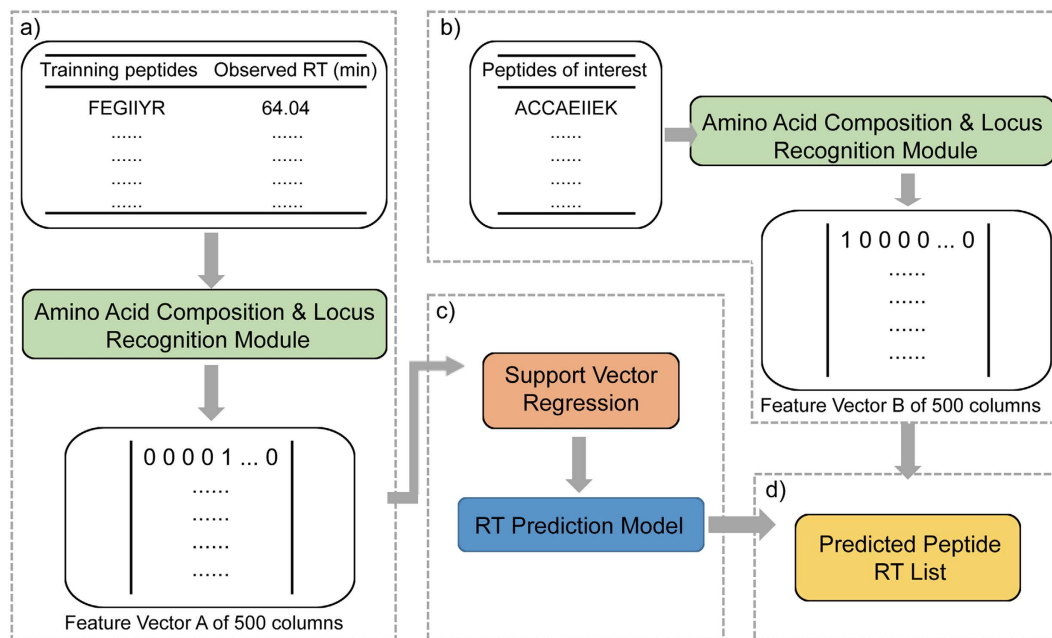 a)
Trainning peptides Observed RT (min)
FEGIIYR 64.04
...... ......
...... ......
...... ......
...... ......
Amino Acid Composition & Locus
Recognition Module
0 0 0 0 1 ... 0
......
......
......
......
Feature Vector A of 500 columns
b)
Peptides of interest
ACCAEIIEK
......
......
......
......
Amino Acid Composition & Locus
Recognition Module
1 0 0 0 0 ... 0
......
......
......
......
Feature Vector B of 500 columns
c)
Support Vector
Regression
RT Prediction Model
d)
Predicted Peptide
RT List